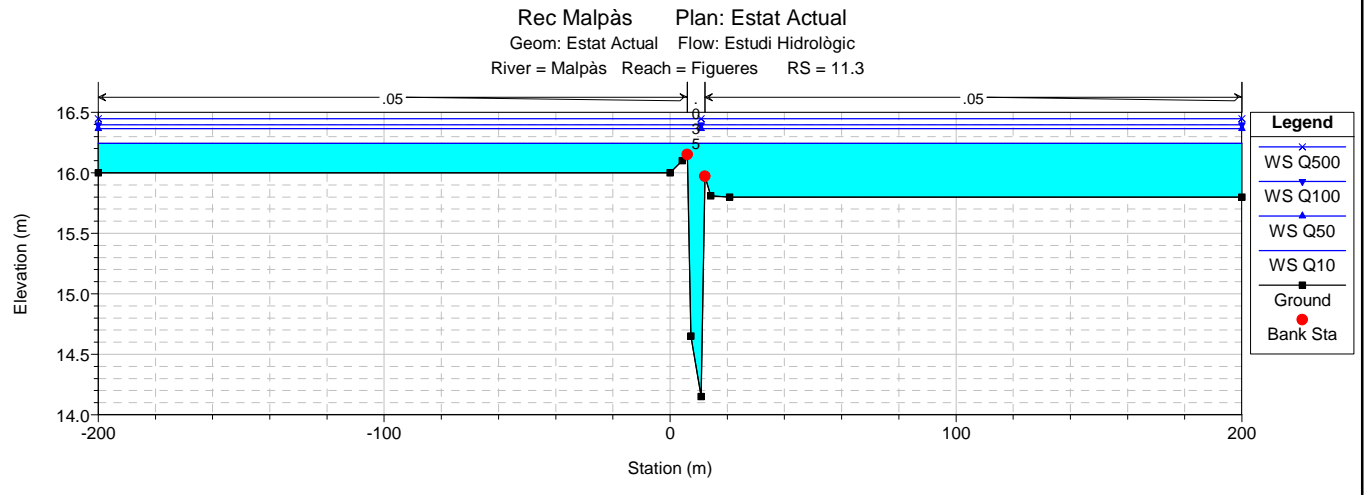 Rec Malpàs Plan: Estat Actual
Geom: Estat Actual Flow: Estudi Hidrològic
River = Malpàs Reach = Figueres RS = 11.3
.05
.035
.05
16.5
16.0
15.5
15.0
14.5
14.0
Elevation (m)
-200
-100
0
100
200
Station (m)
Legend
WS Q500
WS Q100
WS Q50
WS Q10
Ground
Bank Sta